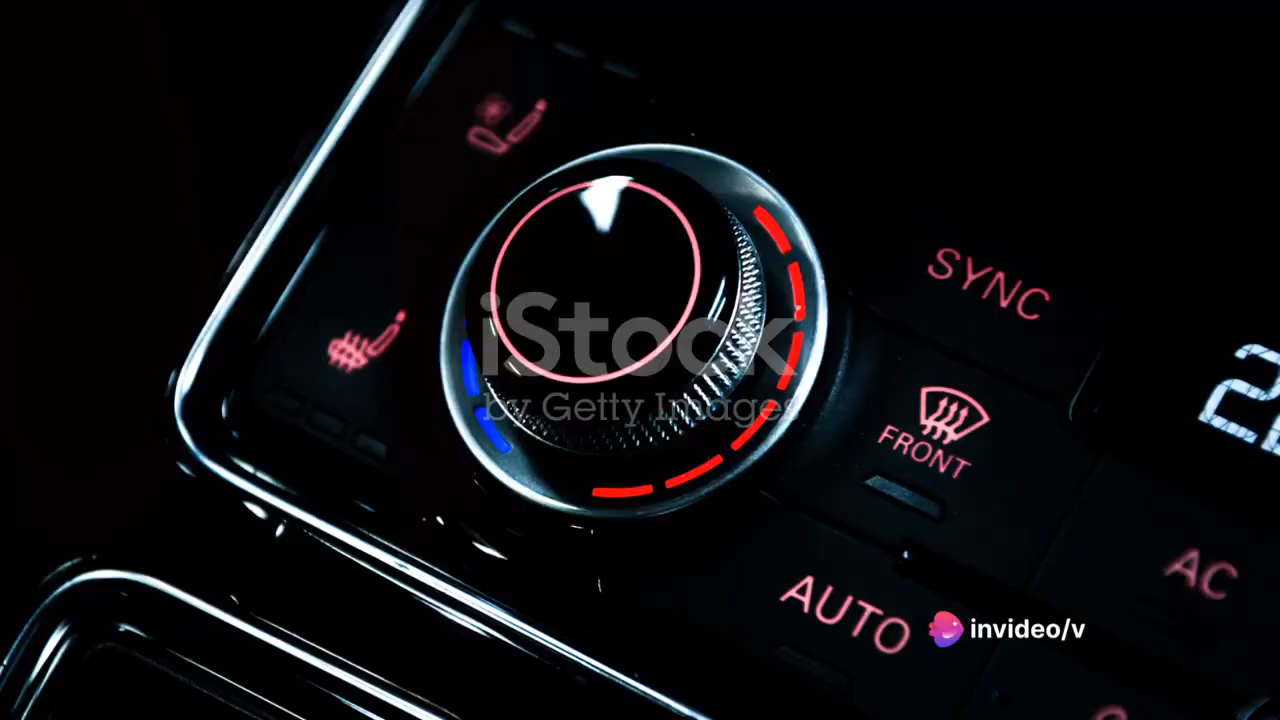 SYNC
iStock
by Getty Images
FRONT
AC
AUTO
invideo/v